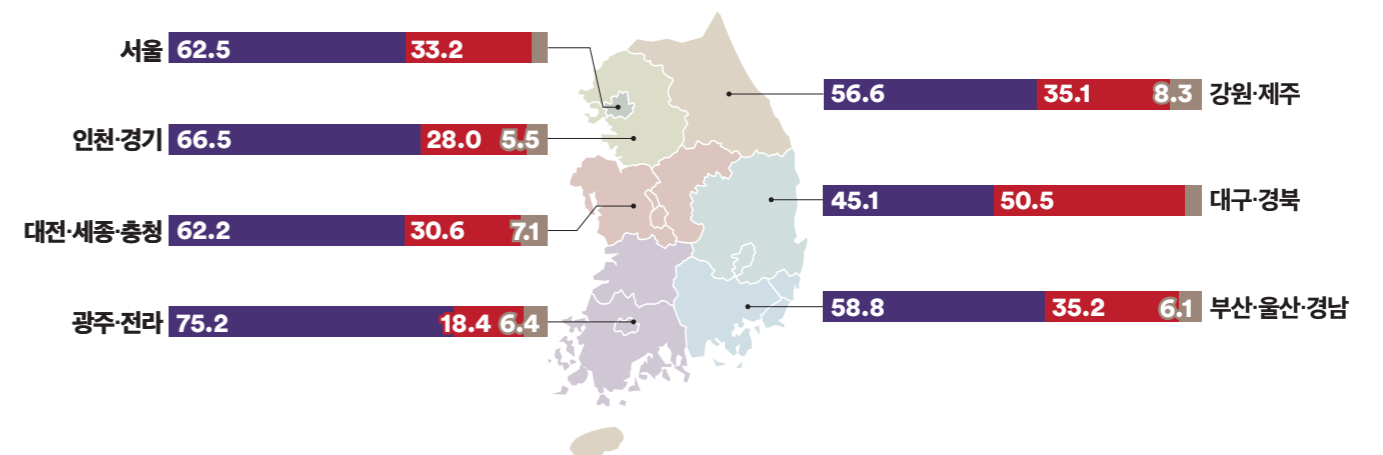 서울 62.5 33.2
인천·경기 66.5 28.0 5.5
대전·세종·충청 62.2 30.6 7.1
광주·전라 75.2 18.4 6.4
56.6 35.1 8.3 강원·제주
45.1 50.5 대구·경북
58.8 35.2 6.1 부산·울산·경남